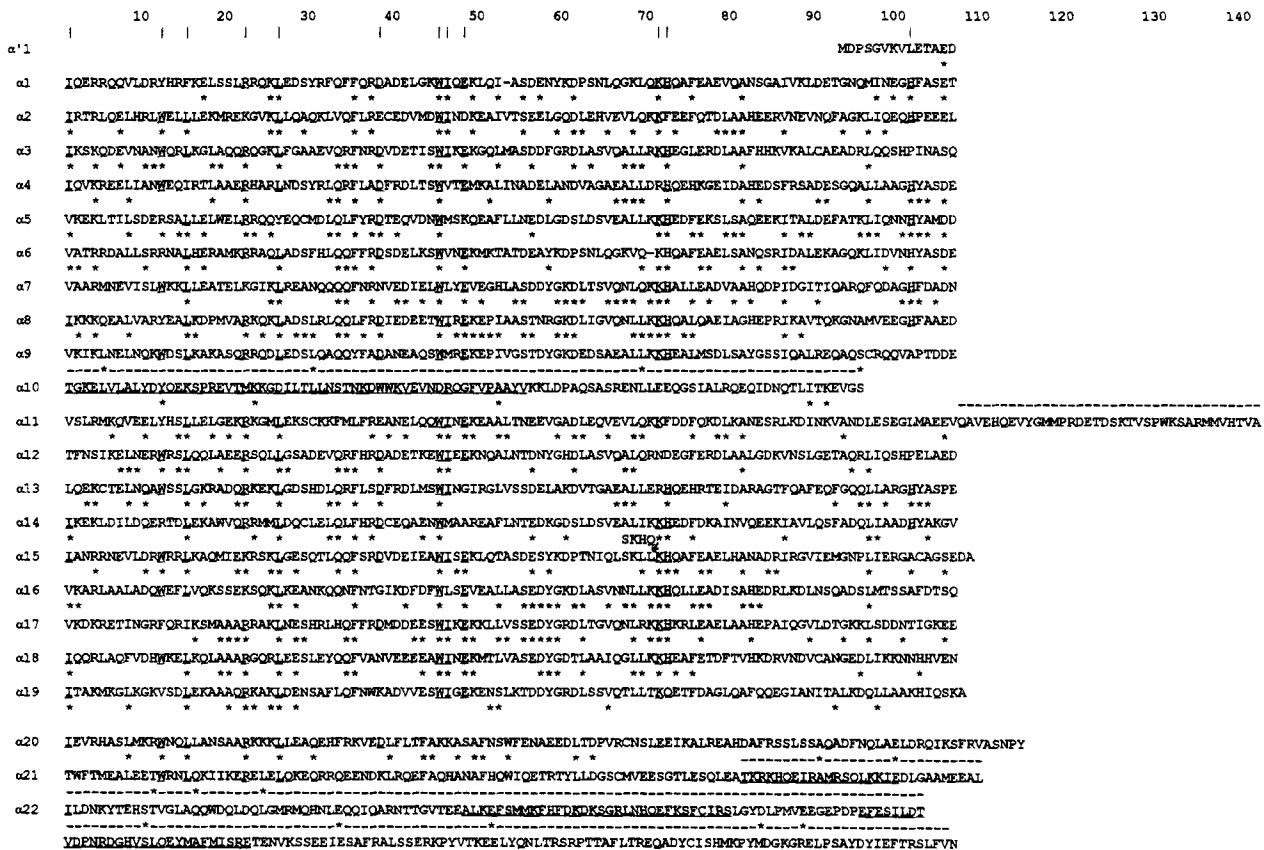 10 20 30 40 50 60 70 80 90 100 110 120 130 140
α'1 MDPSGVKVLETAED
α1 IQERRQQVLDRYHRFKELSSLRRQKLEDSYRFQFFQRDADELGKWIQEKLQI-ASDENYKDPSNLQGKLQKHQAFEAEVQANSGAIVKLDETGNQMINEGHFASET
α2 IRTRLQELHRLWELLLEKMREKGVKLLQAQKLVQFLRECEDVMDWINDKEAIVTSEELGQDLEHVEVLQKKFEEFQTDLAAHEERVNEVNQFAGKLIQEQHPEEEL
α3 IKSKQDEVNANWQRLKGLAQQRQGKLFGAAEVQRFNRDVDETISWIKEKGQLMASDDFGRDLASVQALLRKHEGLERDLAAFHHKVKALCAEADRLQQSHPINASQ
α4 IQVKREELIANWEQIRTLAAERHARLNDSYRLQRFLADFRDLTSWVTEMKALINADELANDVAGAEALLDRHQEHKGEIDAHEDSFRSADESGQALLAAGHYASDE
α5 VKEKLTILSDERSALLELWELRRQQYEQCMDLQLFYRDTEQVDNWMSKQEAFLLNEDLGDSLDSVEALLKKHEDFEKSLSAQEEKITALDEFATKLIQNNHYAMDD
α6 VATRRDALLSRRNALHERAMKRRAQLADSFHLQQFFRDSDELKSWVNEKMKTATDEAYKDPSNLQGKVQ-KHQAFEAELSANQSRIDALEKAGQKLIDVNHYASDE
α7 VAARMNEVISLWKKLLEATELKGIKLREANQQQQFNRNVEDIELWLYEVEGHLASDDYGKDLTSVQNLQKKHALLEADVAAHQDPIDGITIQARQFQDAGHFDADN
α8 IKKKQEALVARYEALKDPMVARKQKLADSLRLQQLFRDIEDEETWIREKEPIAASTNRGKDLIGVQNLLKKHQALQAEIAGHEPRIKAVTQKGNAMVEEGHFAAED
α9 VKIKLNELNQKWDSLKAKASQRRQDLEDSLQAQQYFADANEAQSWMREKEPIVGSTDYGKDEDSAEALLKKHEALMSDLSAYGSSIQALREQAQSCRQQVAPTDDE
α10 TGKELVLALYDYQEKSPREVTMKKGDILTLLNSTNKDWWKVEVNDRQGFVPAAYVKKLDPAQSASRENLLEEQGSIALRQEQIDNQTLITKEVGS
α11 VSLRMKQVEELYHSLLELGEKRKGMLEKSCKKFMLFREANELQQWINEKEAALTNEEVGADLEQVEVLQKKFDDFQKDLKANESRLKDINKVANDLESEGLMAEEVQAVEHQEVYGMMPRDETDSKTVSPWKSARMMVHTVA
α12 TFNSIKELNERWRSLQQLAEERSQLLGSADEVQRFHRDADETKEWIEEKNQALNTDNYGHDLASVQALQRNDEGFERDLAALGDKVNSLGETAQRLIQSHPELAED
α13 LQEKCTELNQAWSSLGKRADQRKEKLGDSHDLQRFLSDFRDLMSWINGIRGLVSSDELAKDVTGAEALLERHQEHRTEIDARAGTFQAFEQFGQQLLARGHYASPE
α14 IKEKLDILDQERTDLEKAWVQRRMMLDQCLELQLFHRDCEQAENWMAAREAFLNTEDKGDSLDSVEALIKKHEDFDKAINVQEEKIAVLQSFADQLIAADHYAKGV
SKHQ
α15 IANRRNEVLDRWRRLKAQMIEKRSKLGESQTLQQFSRDVDEIEAWISEKLQTASDESYKDPTNIQLSKLLKHQAFEAELHANADRIRGVIEMGNPLIERGACAGSEDA
α16 VKARLAALADQWEFLVQKSSEKSQKLKEANKQQNFNTGIKDFDFWLSEVEALLASEDYGKDLASVNNLLKKHQLLEADISAHEDRLKDLNSQADSLMTSSAFDTSQ
α17 VKDKRETINGRFQRIKSMAAARRAKLNESHRLHQFFRDMDDEESWIKEKKLLVSSEDYGRDLTGVQNLRKKHKRLEAELAAHEPAIQGVLDTGKKLSDDNTIGKEE
α18 IQQRLAQFVDHWKELKQLAAARGQRLEESLEYQQFVANVEEEEAWINEKMTLVASEDYGDTLAAIQGLLKKHEAFETDFTVHKDRVNDVCANGEDLIKKNNHHVEN
α19 ITAKMKGLKGKVSDLEKAAAQRKAKLDENSAFLQFNWKADVVESWIGEKENSLKTDDYGRDLSSVQTLLTKQETFDAGLQAFQQEGIANITALKDQLLAAKHIQSKA
α20 IEVRHASLMKRWNQLLANSAARKKKLLEAQEHFRKVEDLFLTFAKKASAFNSWFENAEEDLTDPVRCNSLEEIKALREAHDAFRSSLSSAQADFNQLAELDRQIKSFRVASNPY
α21 TWFTMEALEETWRNLQKIIKERELELQKEQRRQEENDKLRQEFAQHANAFHQWIQETRTYLLDGSCMVEESGTLESQLEATKRKHQEIRAMRSQLKKIEDLGAAMEEAL
α22 ILDNKYTEHSTVGLAQQWDQLDQLGMRMQHNLEQQIQARNTTGVTEEALKEFSMMKFHFDKDKSGRLNHQEFKSFCIRSLGYDLPMVEEGEPDPEFESILDT
VDPNRDGHVSLQEYMAFMISRETENVKSSEEIESAFRALSSERKPYVTKEELYQNLTRSRPTTAFLTREQADYCISHMKPYMDGKGRELPSAYDYIEFTRSLFVN